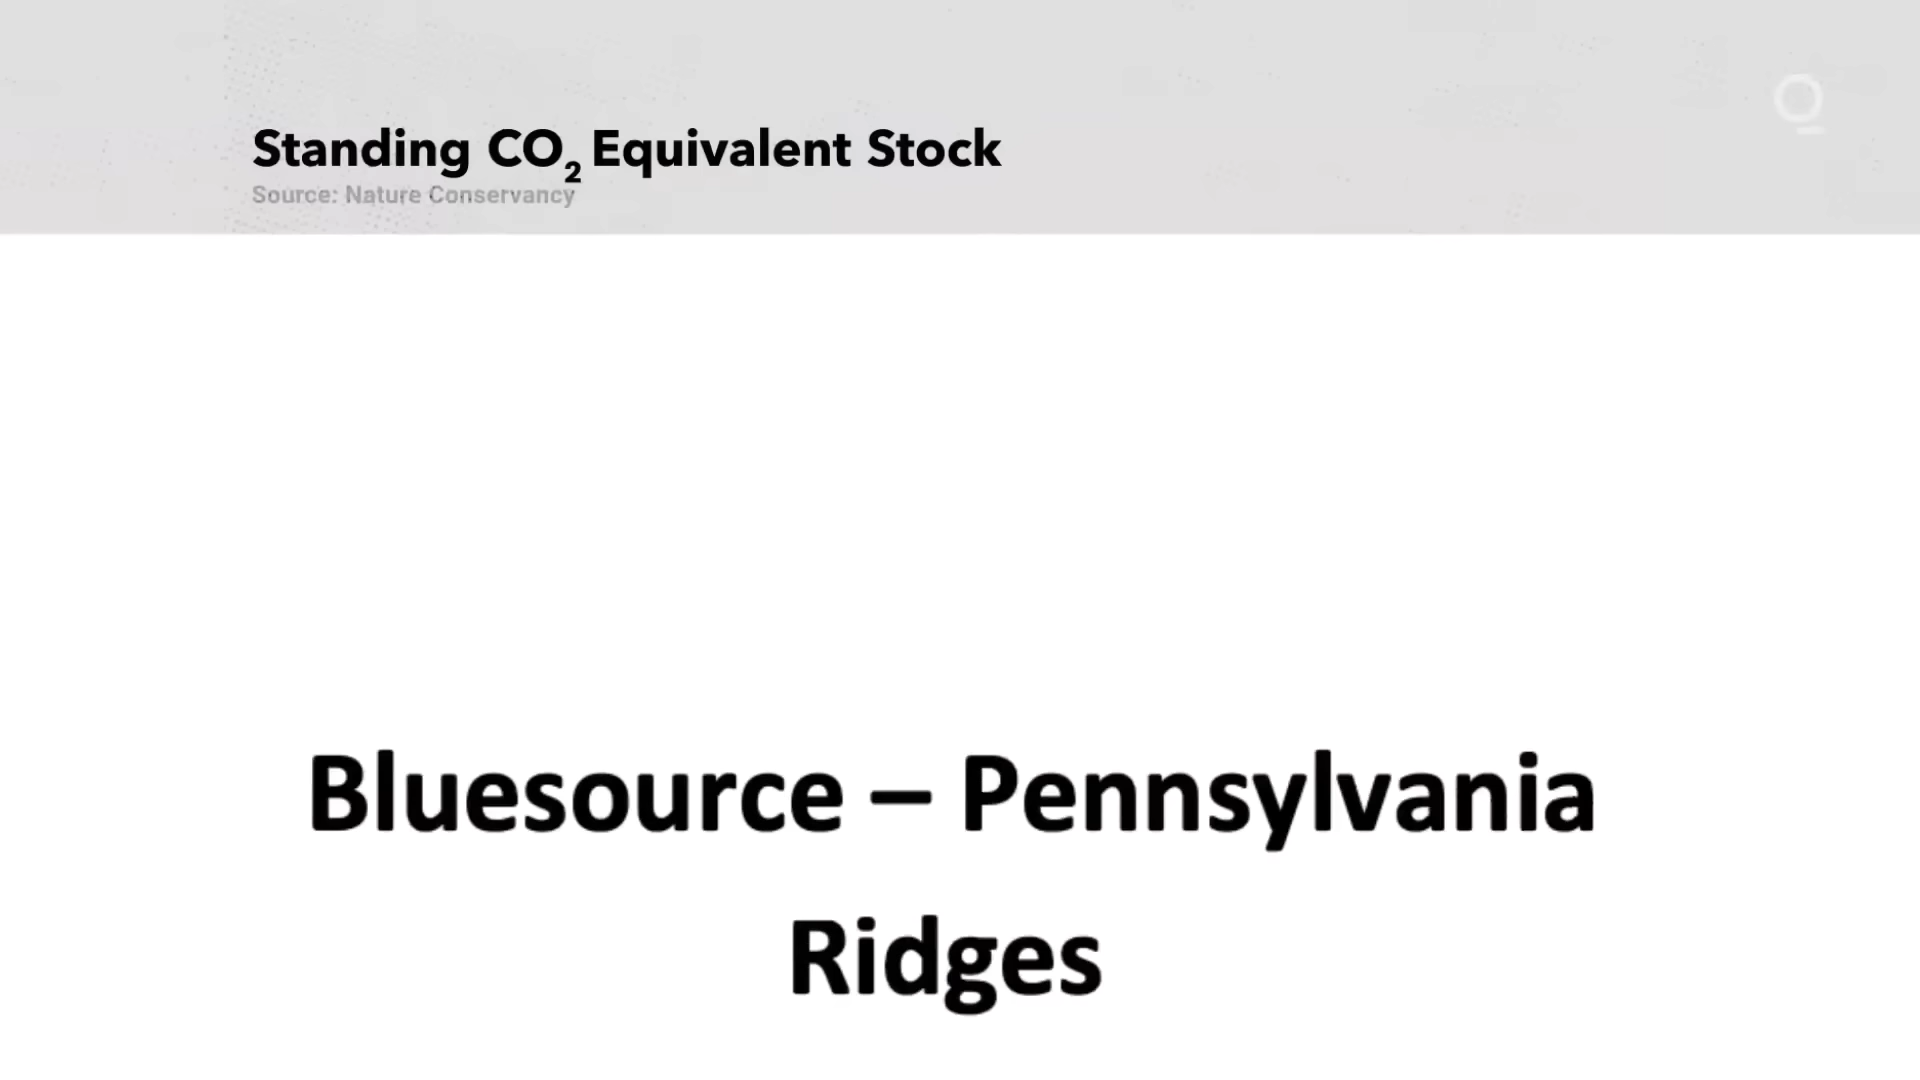 Standing CO₂ Equivalent Stock
Source: Nature Conservancy
Bluesource – Pennsylvania
Ridges